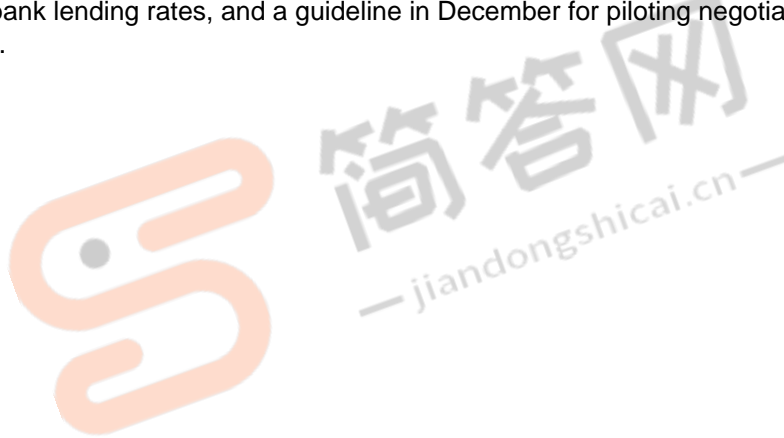 bank lending rates, and a guideline in December for piloting negotia
.
简答网
jiandongshicai.cn